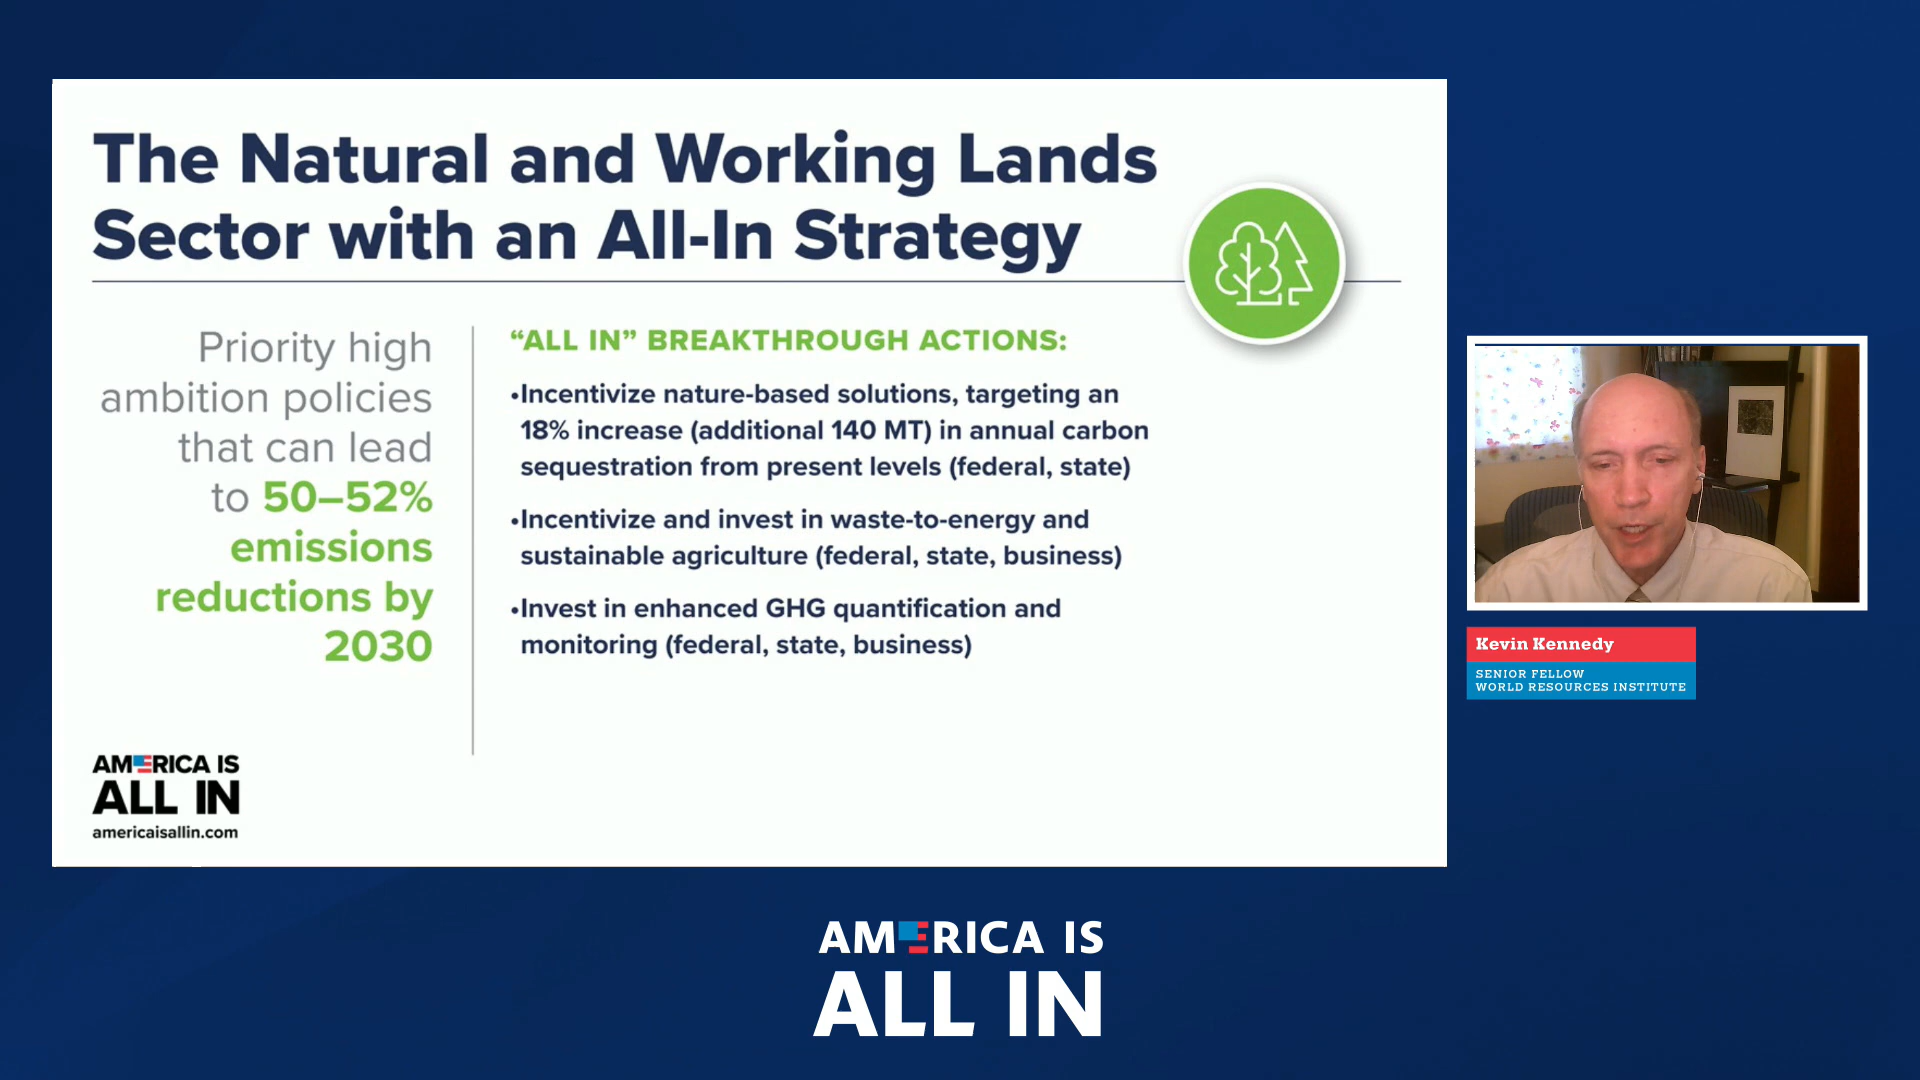 The Natural and Working Lands
Sector with an All-In Strategy
Priority high
ambition policies
that can lead
to 50–52%
emissions
reductions by
2030
“ALL IN” BREAKTHROUGH ACTIONS:
•Incentivize nature-based solutions, targeting an
18% increase (additional 140 MT) in annual carbon
sequestration from present levels (federal, state)
•Incentivize and invest in waste-to-energy and
sustainable agriculture (federal, state, business)
•Invest in enhanced GHG quantification and
monitoring (federal, state, business)
AMERICA IS
ALL IN
americaisallin.com
Kevin Kennedy
SENIOR FELLOW
WORLD RESOURCES INSTITUTE
AMERICA IS
ALL IN